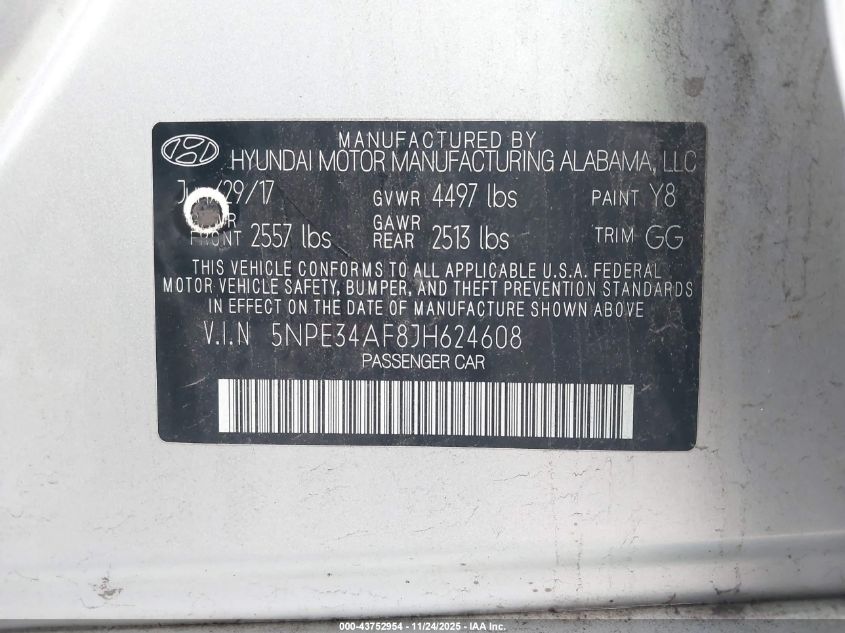 MANUFACTURED BY
HYUNDAI MOTOR MANUFACTURING ALABAMA, LLC
/29/17 GVWR 4497 lbs PAINT Y8
FRONT 2557 lbs GAWR REAR 2513 lbs TRIM GG
THIS VEHICLE CONFORMS TO ALL APPLICABLE U.S.A. FEDERAL
MOTOR VEHICLE SAFETY, BUMPER, AND THEFT PREVENTION STANDARDS
IN EFFECT ON THE DATE OF MANUFACTURE SHOWN ABOVE
V.I.N 5NPE34AF8JH624608
PASSENGER CAR
000-43752954 - 11/24/2025 - IAA Inc.